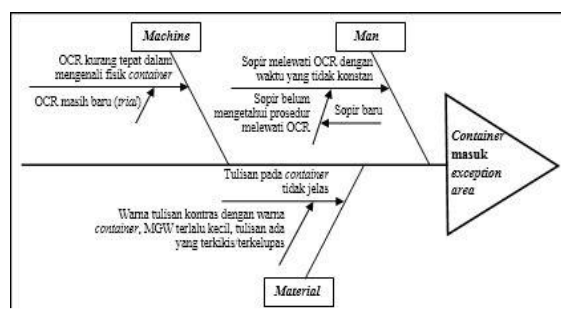 Machine
Man
OCR kurang tepat dalam
mengenali fisik container
OCR masih baru (trial)
Sopir melewati OCR dengan
waktu yang tidak konstan
Sopir belum
mengetahui prosedur
melewati OCR
Sopir baru
Container
masuk
exception
area
Tulisan pada container
tidak jelas
Warna tulisan kontras dengan warna
container, MGW terlalu kecil, tulisan ada
yang terkikis/terkelupas
Material